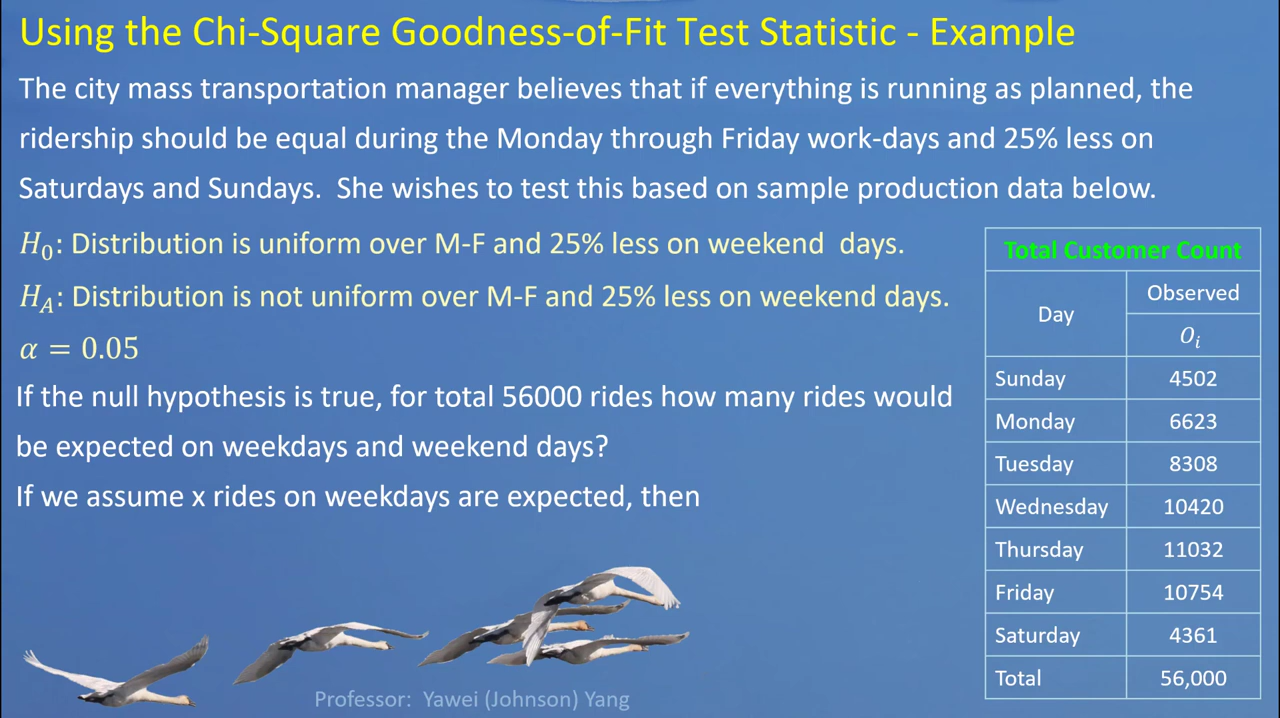 Using the Chi-Square Goodness-of-Fit Test Statistic - Example
The city mass transportation manager believes that if everything is running as planned, the
ridership should be equal during the Monday through Friday work-days and 25% less on
Saturdays and Sundays. She wishes to test this based on sample production data below.
H₀: Distribution is uniform over M-F and 25% less on weekend days.
H_A: Distribution is not uniform over M-F and 25% less on weekend days.
α = 0.05
If the null hypothesis is true, for total 56000 rides how many rides would
be expected on weekdays and weekend days?
If we assume x rides on weekdays are expected, then
Total Customer Count
Day Observed
O_i
Sunday 4502
Monday 6623
Tuesday 8308
Wednesday 10420
Thursday 11032
Friday 10754
Saturday 4361
Total 56,000
Professor: Yawei (Johnson) Yang